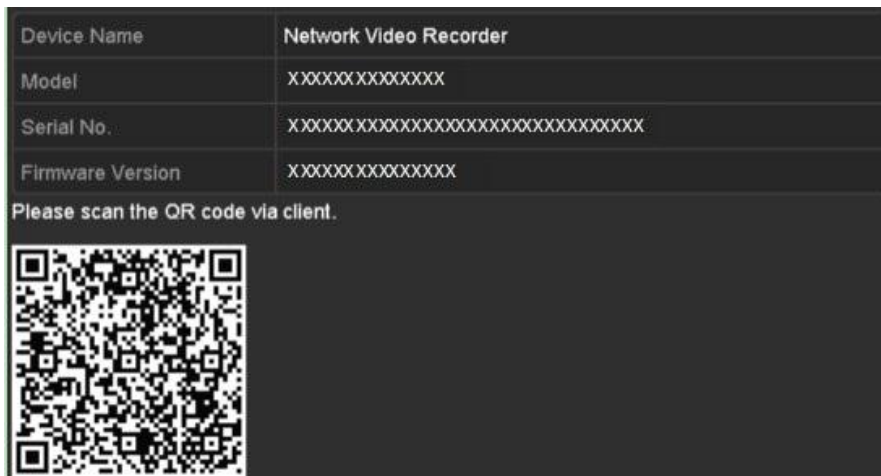 Device Name Network Video Recorder
Model XXXXXXXXXXXXXX
Serial No. XXXXXXXXXXXXXXXXXXXXXXXXXXXXXXXX
Firmware Version XXXXXXXXXXXXXXX
Please scan the QR code via client.